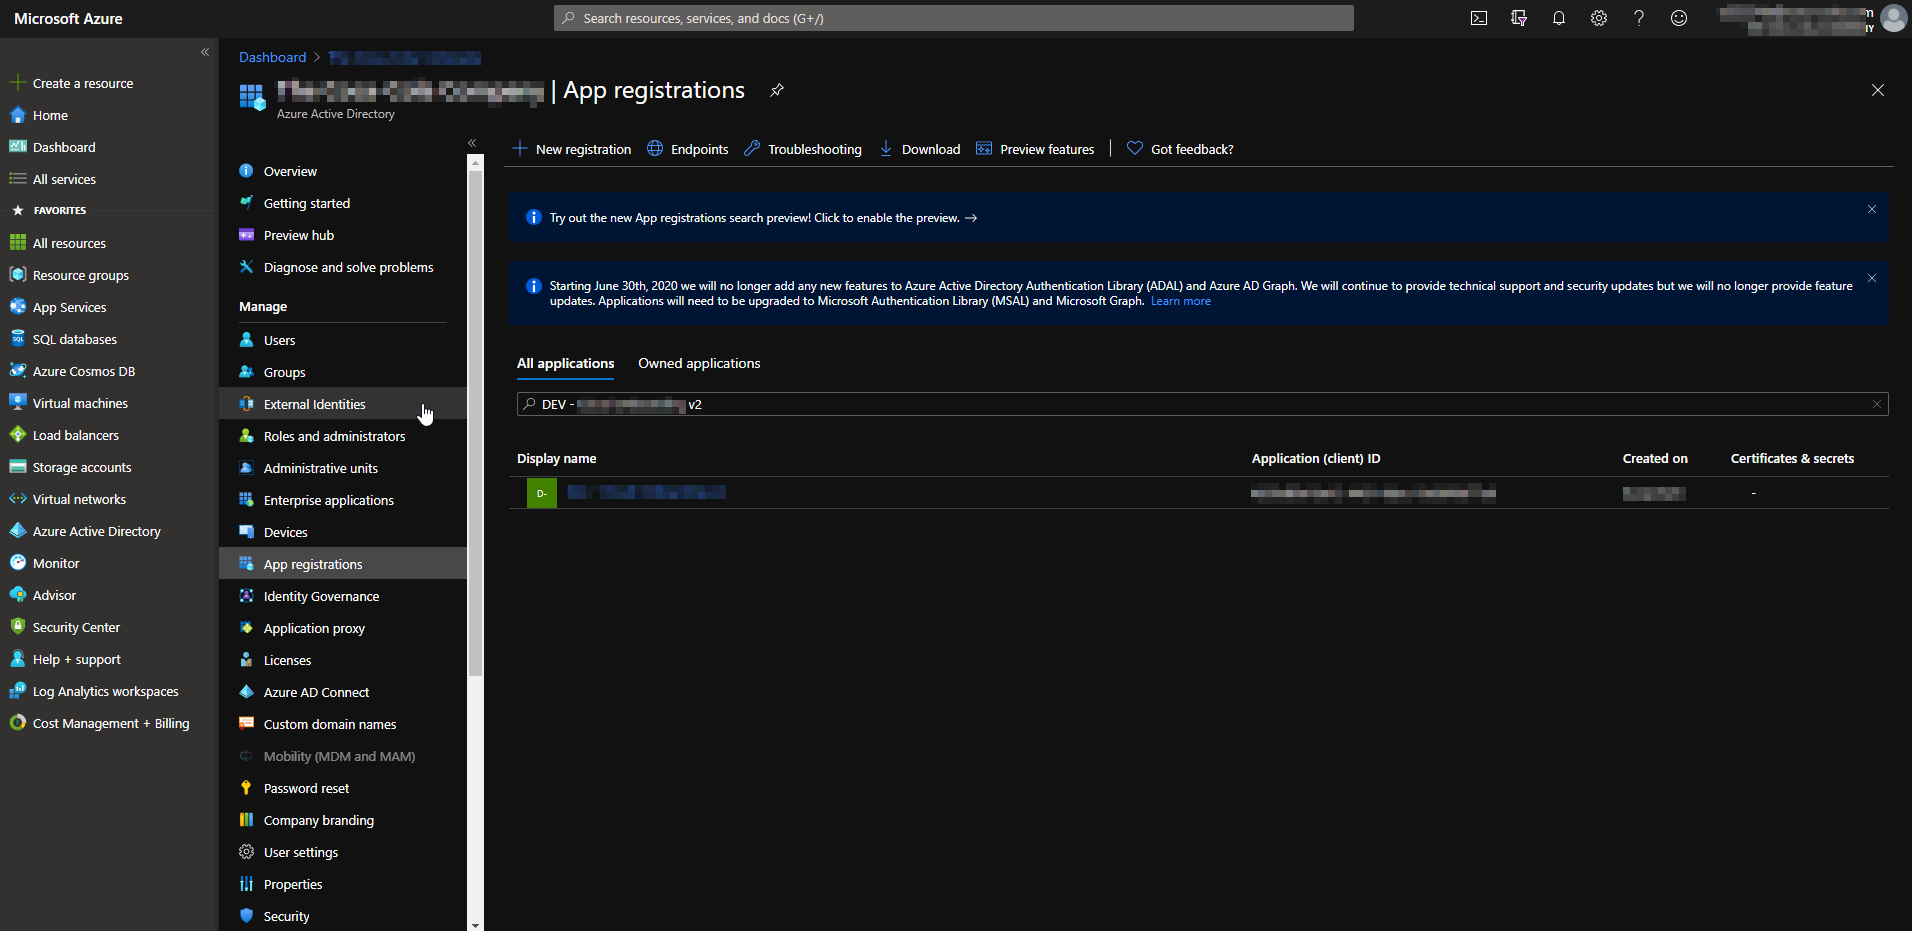 Microsoft Azure
Search resources, services, and docs (G+/)
Create a resource
Home
Dashboard
All services
FAVORITES
All resources
Resource groups
App Services
SQL databases
Azure Cosmos DB
Virtual machines
Load balancers
Storage accounts
Virtual networks
Azure Active Directory
Monitor
Advisor
Security Center
Help + support
Log Analytics workspaces
Cost Management + Billing
Dashboard >
| App registrations
Azure Active Directory
Overview
Getting started
Preview hub
Diagnose and solve problems
Manage
Users
Groups
External Identities
Roles and administrators
Administrative units
Enterprise applications
Devices
App registrations
Identity Governance
Application proxy
Licenses
Azure AD Connect
Custom domain names
Mobility (MDM and MAM)
Password reset
Company branding
User settings
Properties
Security
New registration Endpoints Troubleshooting Download Preview features | Got feedback?
Try out the new App registrations search preview! Click to enable the preview. →
Starting June 30th, 2020 we will no longer add any new features to Azure Active Directory Authentication Library (ADAL) and Azure AD Graph. We will continue to provide technical support and security updates but we will no longer provide feature
updates. Applications will need to be upgraded to Microsoft Authentication Library (MSAL) and Microsoft Graph. Learn more
All applications Owned applications
DEV - v2
Display name Application (client) ID Created on Certificates & secrets
D- -